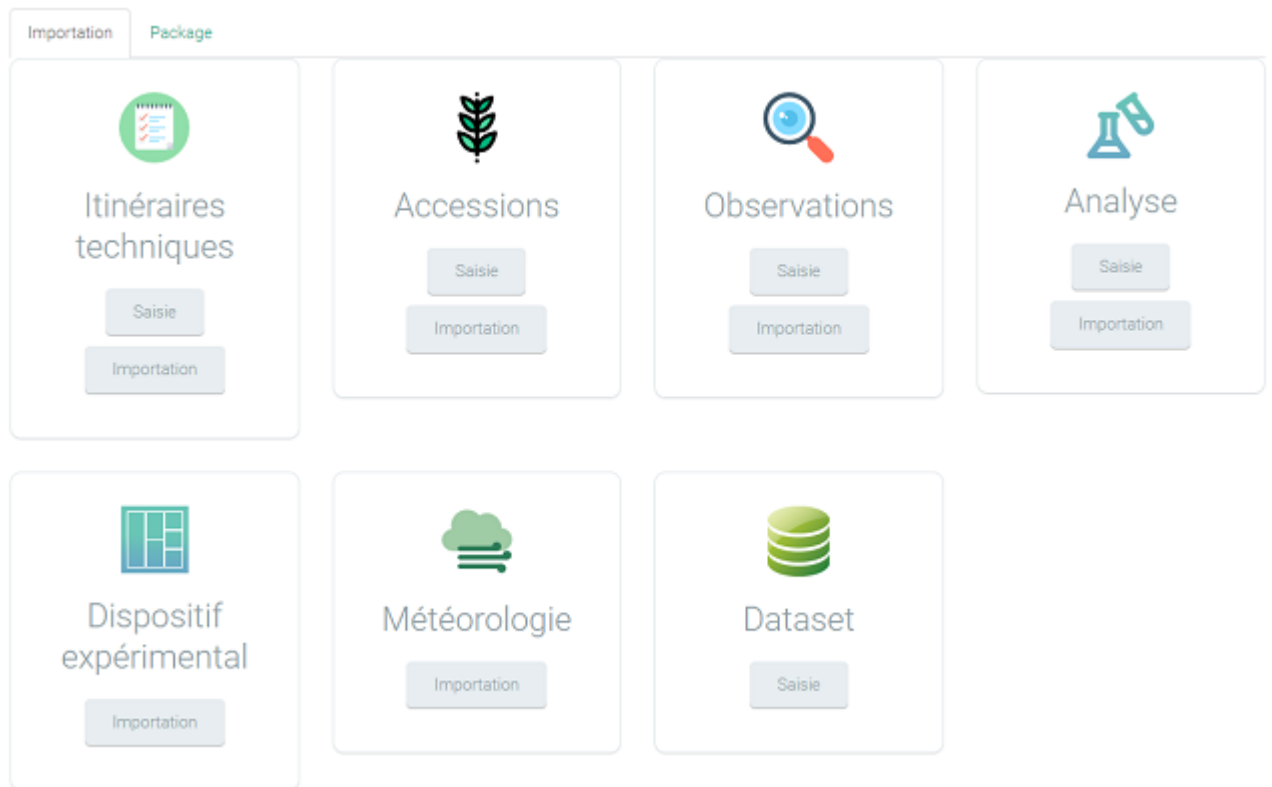 Importation
Package
Itinéraires
techniques
Saisie
Importation
Accessions
Saisie
Importation
Observations
Saisie
Importation
Analyse
Saisie
Importation
Dispositif
expérimental
Importation
Météorologie
Importation
Dataset
Saisie